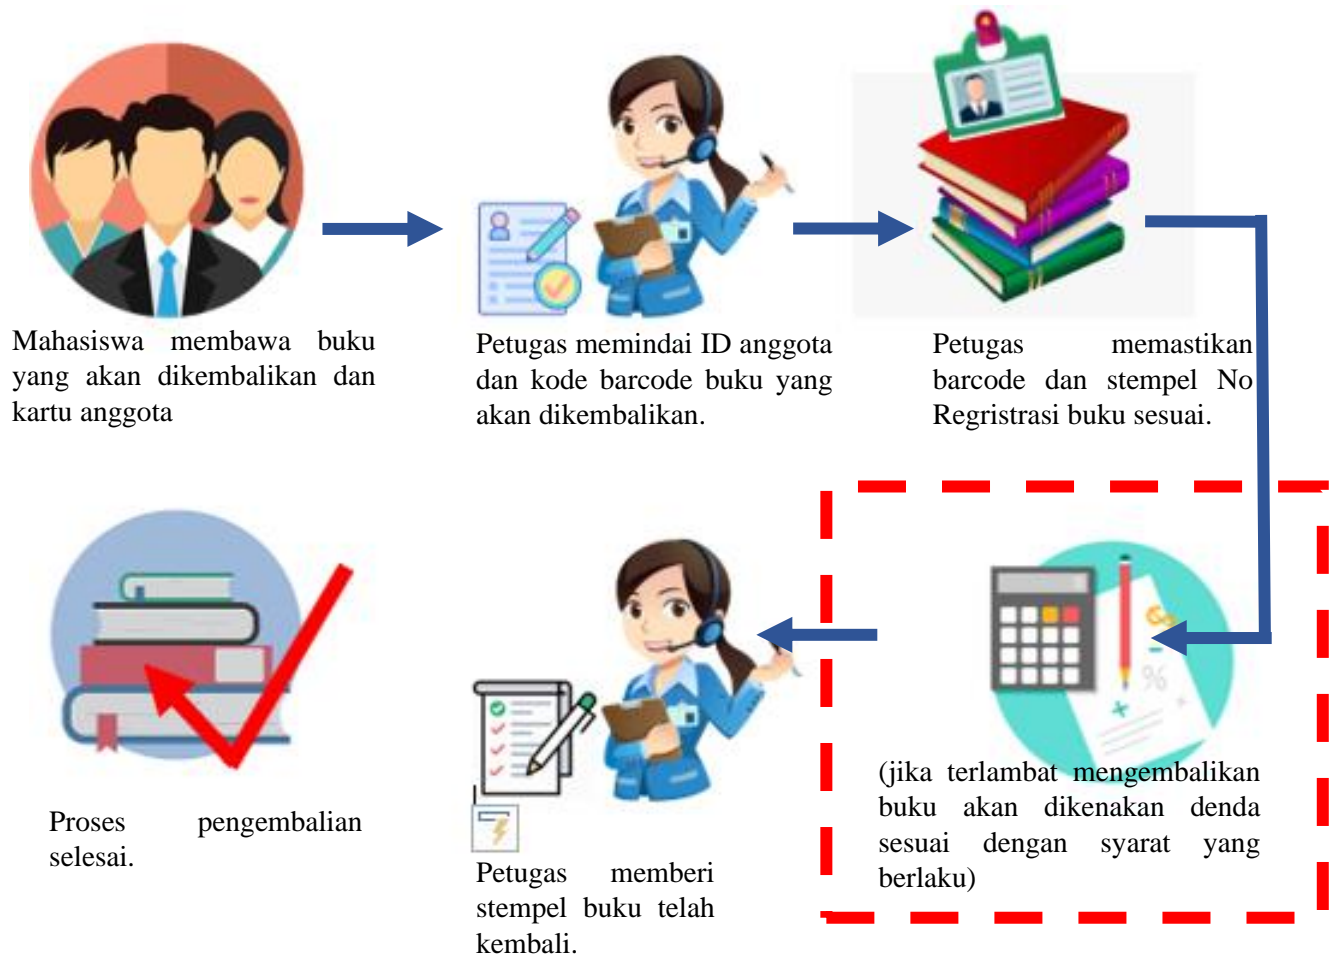 Mahasiswa membawa buku
yang akan dikembalikan dan
kartu anggota
Petugas memindai ID anggota
dan kode barcode buku yang
akan dikembalikan.
Petugas memastikan
barcode dan stempel No
Regristrasi buku sesuai.
(jika terlambat mengembalikan
buku akan dikenakan denda
sesuai dengan syarat yang
berlaku)
Petugas memberi
stempel buku telah
kembali.
Proses pengembalian
selesai.